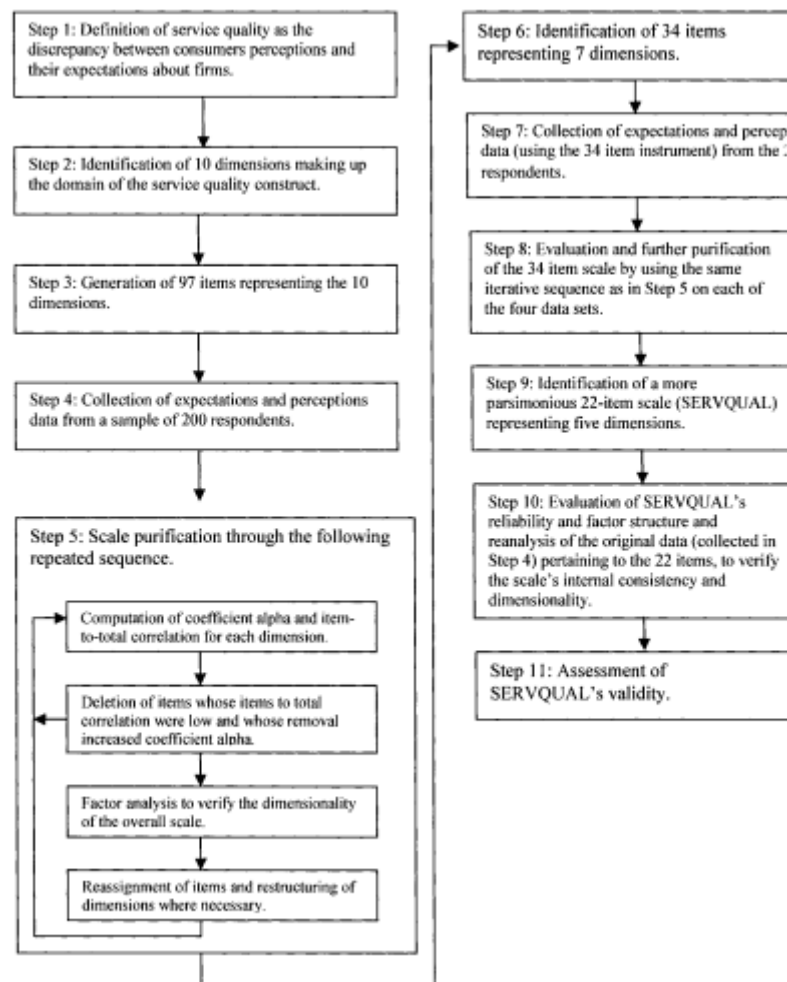 Step 1: Definition of service quality as the
discrepancy between consumers perceptions and
their expectations about firms.
Step 2: Identification of 10 dimensions making up
the domain of the service quality construct.
Step 3: Generation of 97 items representing the 10
dimensions.
Step 4: Collection of expectations and perceptions
data from a sample of 200 respondents.
Step 5: Scale purification through the following
repeated sequence.
Computation of coefficient alpha and item-
to-total correlation for each dimension.
Deletion of items whose items to total
correlation were low and whose removal
increased coefficient alpha.
Factor analysis to verify the dimensionality
of the overall scale.
Reassignment of items and restructuring of
dimensions where necessary.
Step 6: Identification of 34 items
representing 7 dimensions.
Step 7: Collection of expectations and percep
data (using the 34 item instrument) from the
respondents.
Step 8: Evaluation and further purification
of the 34 item scale by using the same
iterative sequence as in Step 5 on each of
the four data sets.
Step 9: Identification of a more
parsimonious 22-item scale (SERVQUAL)
representing five dimensions.
Step 10: Evaluation of SERVQUAL's
reliability and factor structure and
reanalysis of the original data (collected in
Step 4) pertaining to the 22 items, to verify
the scale's internal consistency and
dimensionality.
Step 11: Assessment of
SERVQUAL's validity.